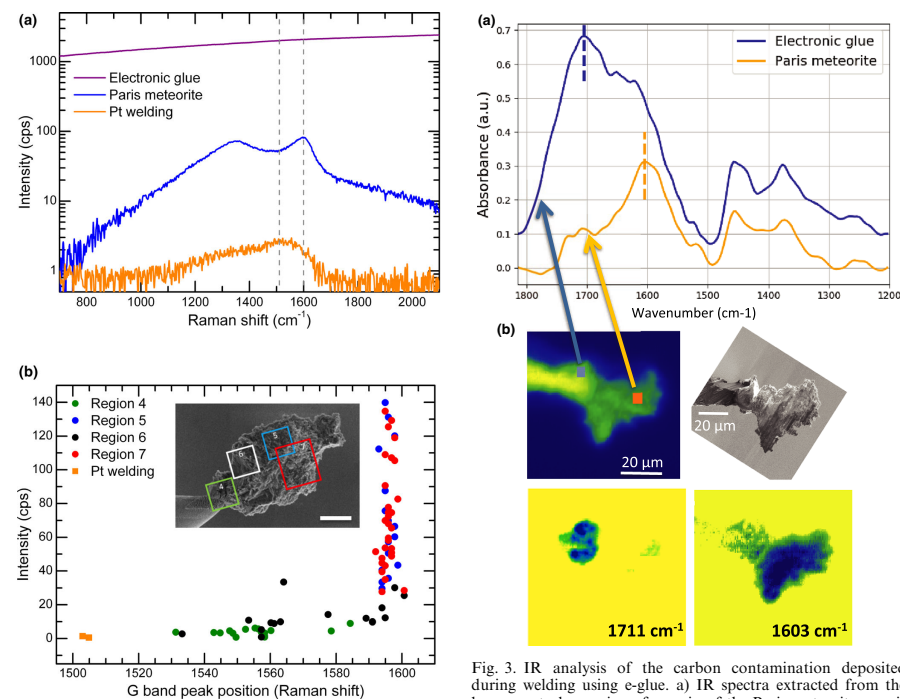 (a)
1000
100
10
1
Intensity (cps)
Electronic glue
Paris meteorite
Pt welding
800 1000 1200 1400 1600 1800 2000
Raman shift (cm-1)
(b)
140
120
100
80
60
40
20
0
Intensity (cps)
Region 4
Region 5
Region 6
Region 7
Pt welding
4
6
5
7
1500 1520 1540 1560 1580 1600
G band peak position (Raman shift)
(a)
0.7
0.6
0.5
0.4
0.3
0.2
0.1
0.0
Absorbance (a.u.)
Electronic glue
Paris meteorite
1800 1700 1600 1500 1400 1300 1200
Wavenumber (cm-1)
(b)
20 µm
20 µm
1711 cm-1
1603 cm-1
Fig. 3. IR analysis of the carbon contamination deposited
during welding using e-glue. a) IR spectra extracted from the